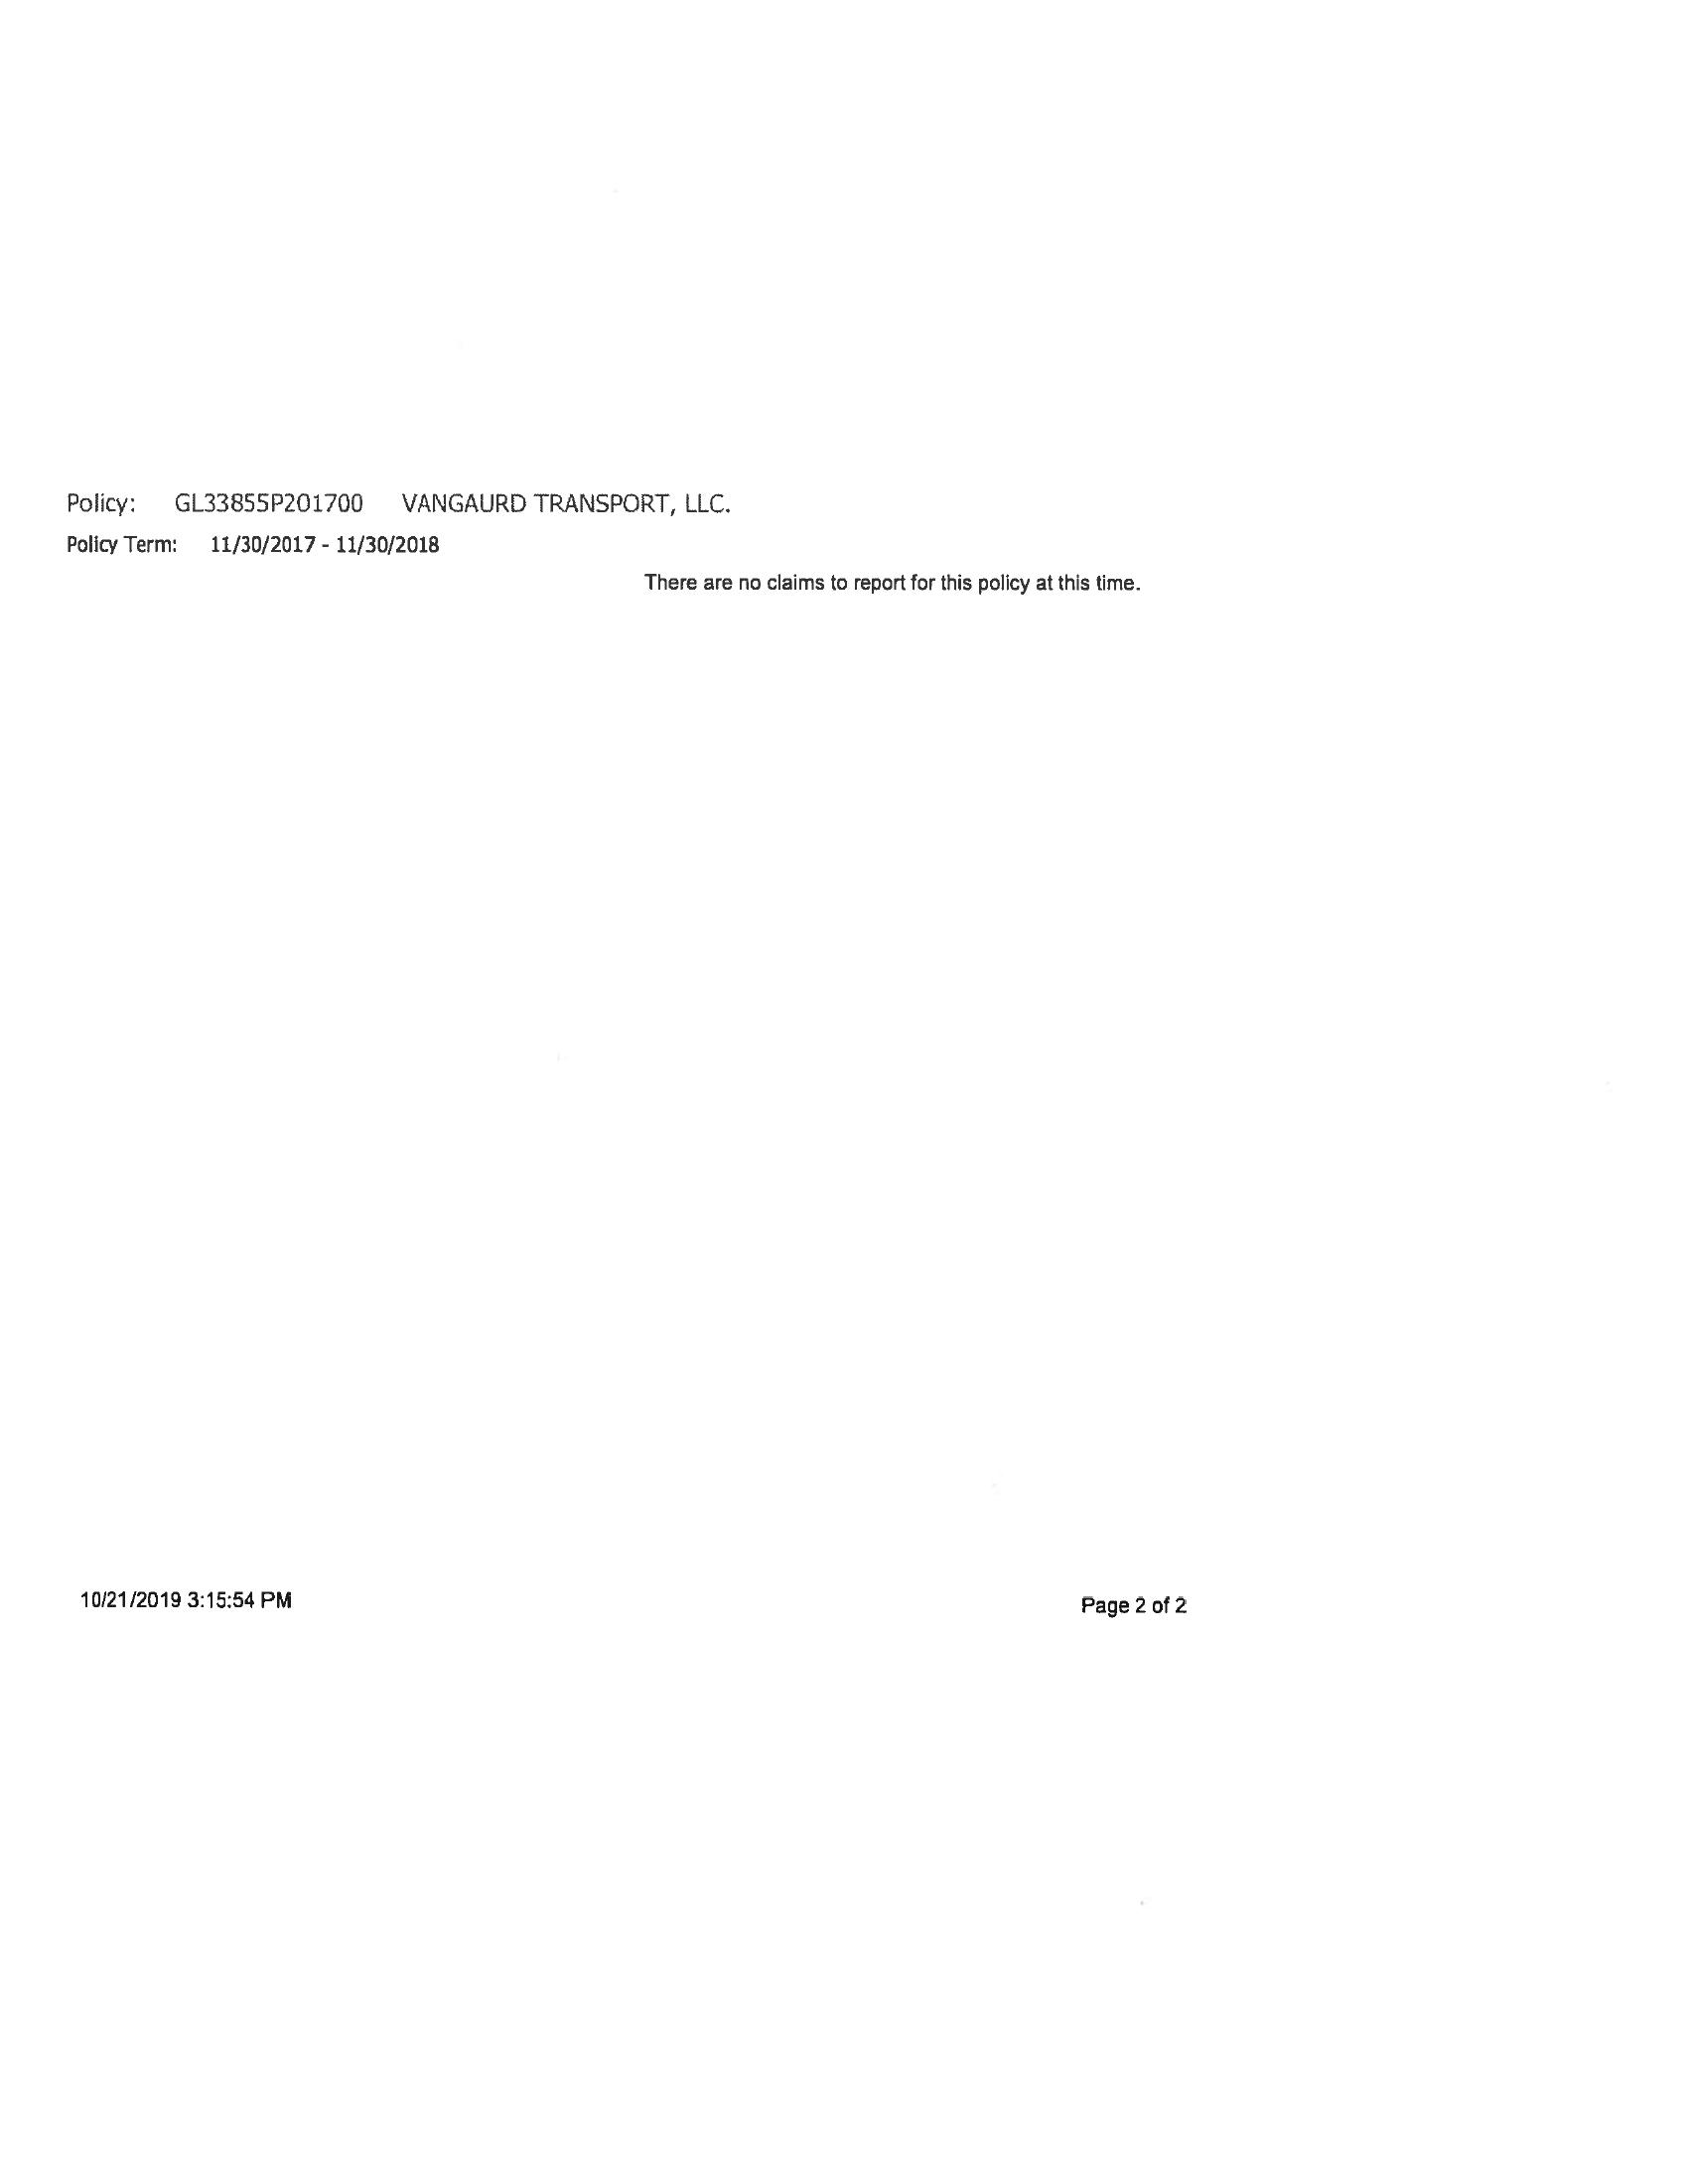 Policy: GL33855P201700 VANGAURD TRANSPORT, LLC.
Policy Term: 11/30/2017 - 11/30/2018
There are no claims to report for this policy at this time.
10/21/2019 3:15:54 PM
Page 2 of 2